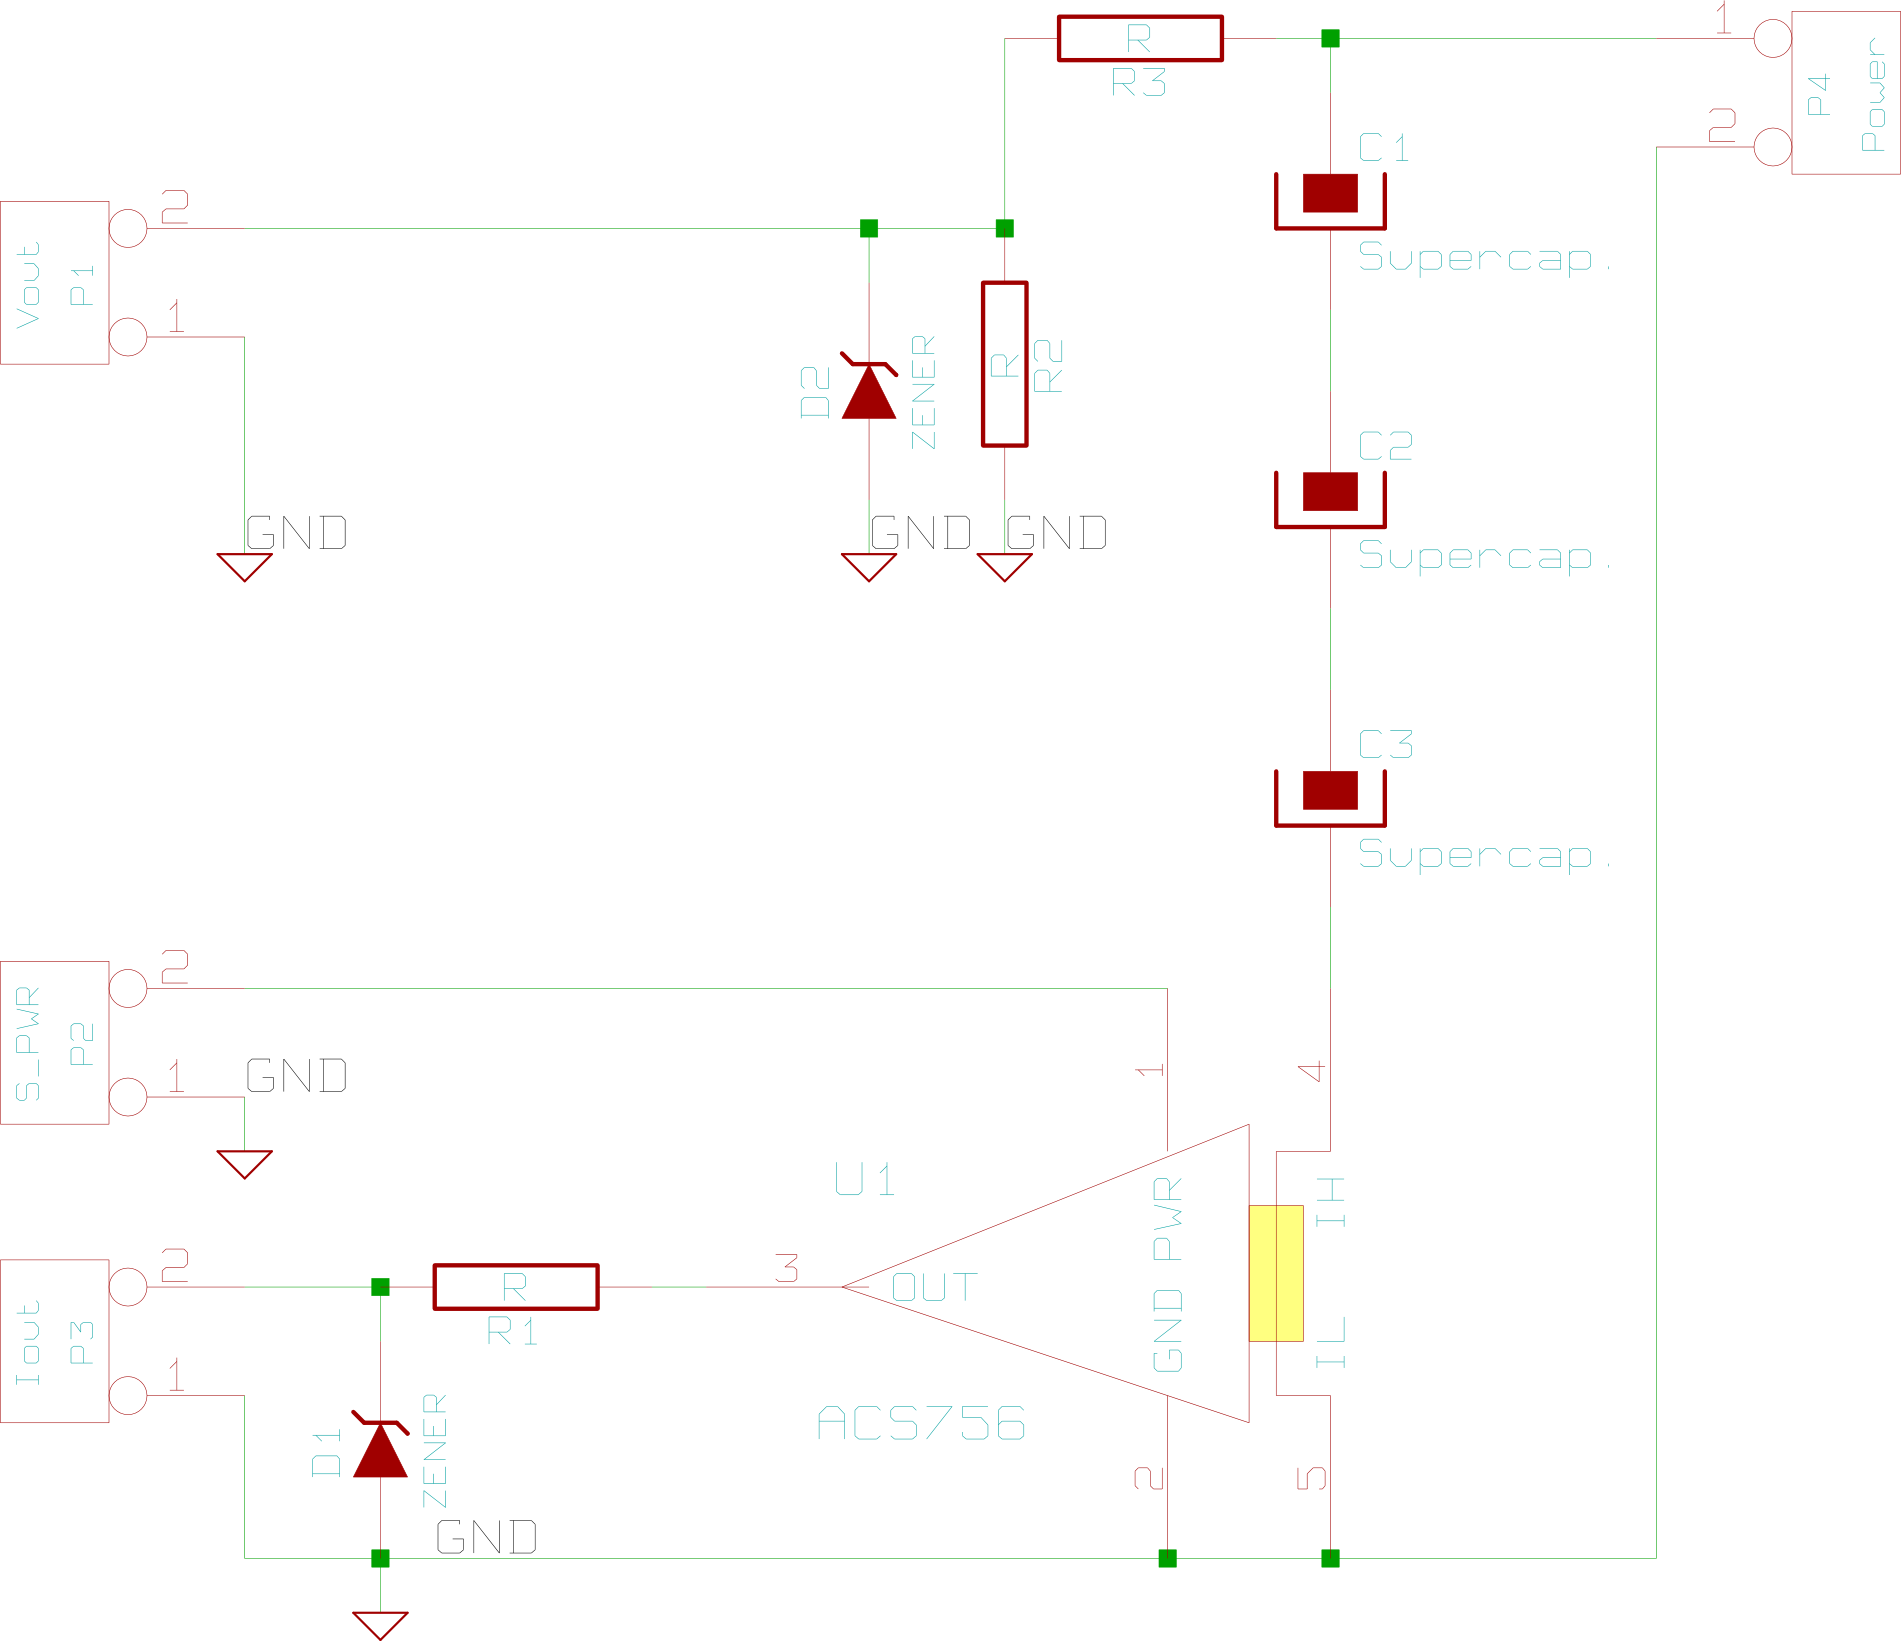 R
R3
1
2
P4
Power
C1
Supercap.
2
1
Vout
P1
D2
ZENER
R
R2
GND
GND
GND
C2
Supercap.
C3
Supercap.
2
1
S_PWR
P2
GND
1
4
U1
PWR
IH
2
1
Iout
P3
R
R1
3
OUT
GND
IL
ACS756
D1
ZENER
GND
2
5